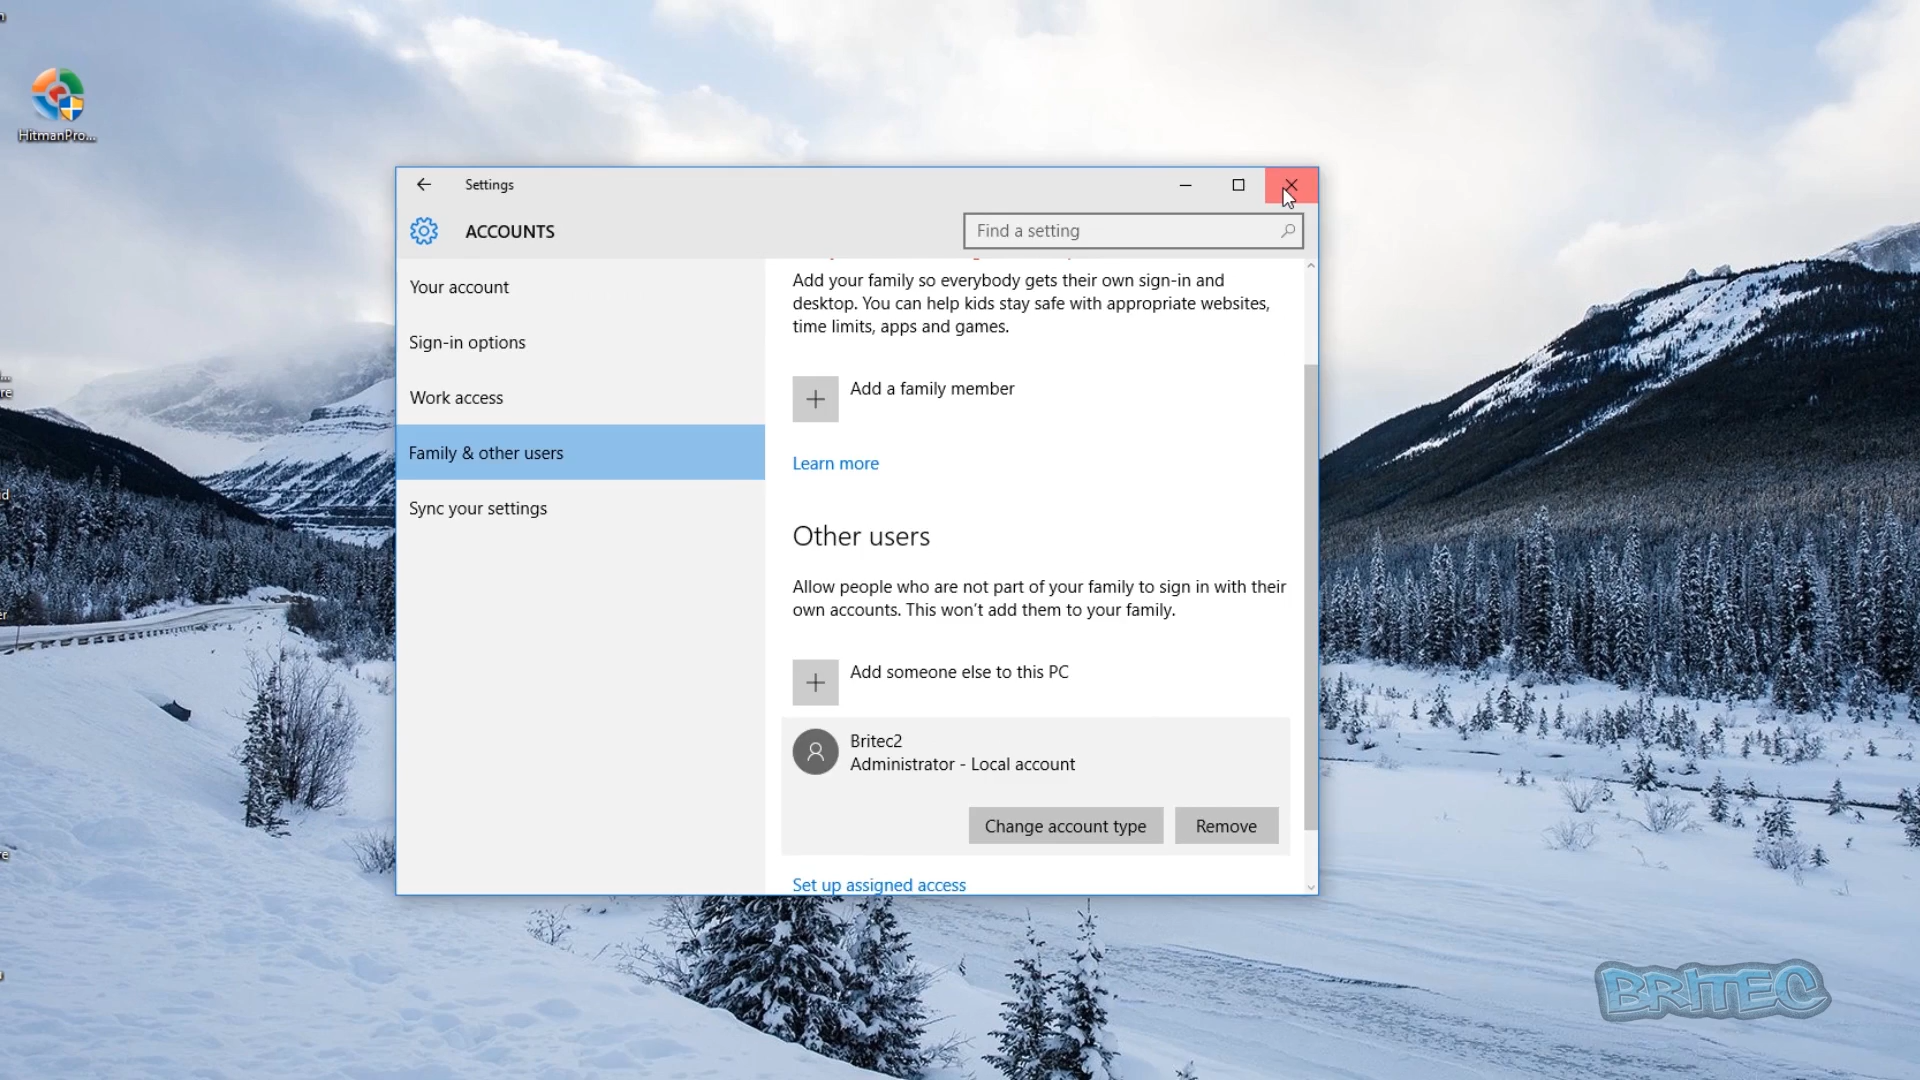 HitmanPro...
Settings
ACCOUNTS
Find a setting
Your account
Sign-in options
Work access
Family & other users
Sync your settings
Add your family so everybody gets their own sign-in and
desktop. You can help kids stay safe with appropriate websites,
time limits, apps and games.
Add a family member
Learn more
Other users
Allow people who are not part of your family to sign in with their
own accounts. This won't add them to your family.
Add someone else to this PC
Britec2
Administrator - Local account
Change account type
Remove
Set up assigned access
BRITEC